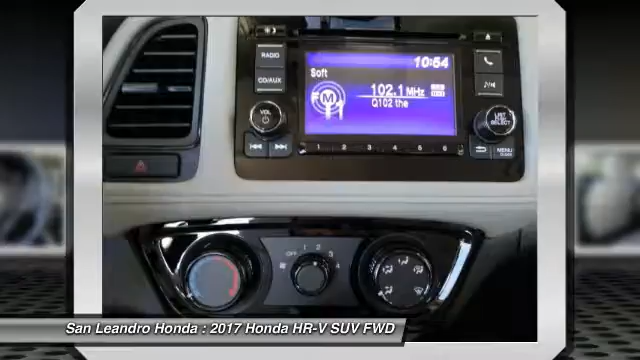 10:54
RADIO
Soft
CD/AUX
102.1 MHz
Q102 the
VOL
SELECT
1 2 3 4 5 6
MENU
OFF 1 2 3 4
San Leandro Honda : 2017 Honda HR-V SUV FWD